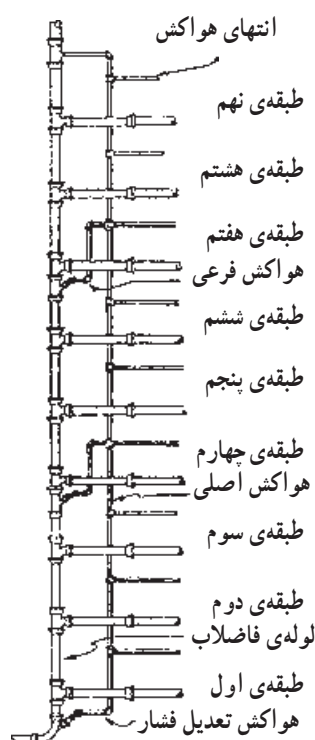 انتهای هواکش
طبقه‌ی نهم
طبقه‌ی هشتم
طبقه‌ی هفتم
هواکش فرعی
طبقه‌ی ششم
طبقه‌ی پنجم
طبقه‌ی چهارم
هواکش اصلی
طبقه‌ی سوم
طبقه‌ی دوم
لوله‌ی فاضلاب
طبقه‌ی اول
هواکش تعدیل فشار